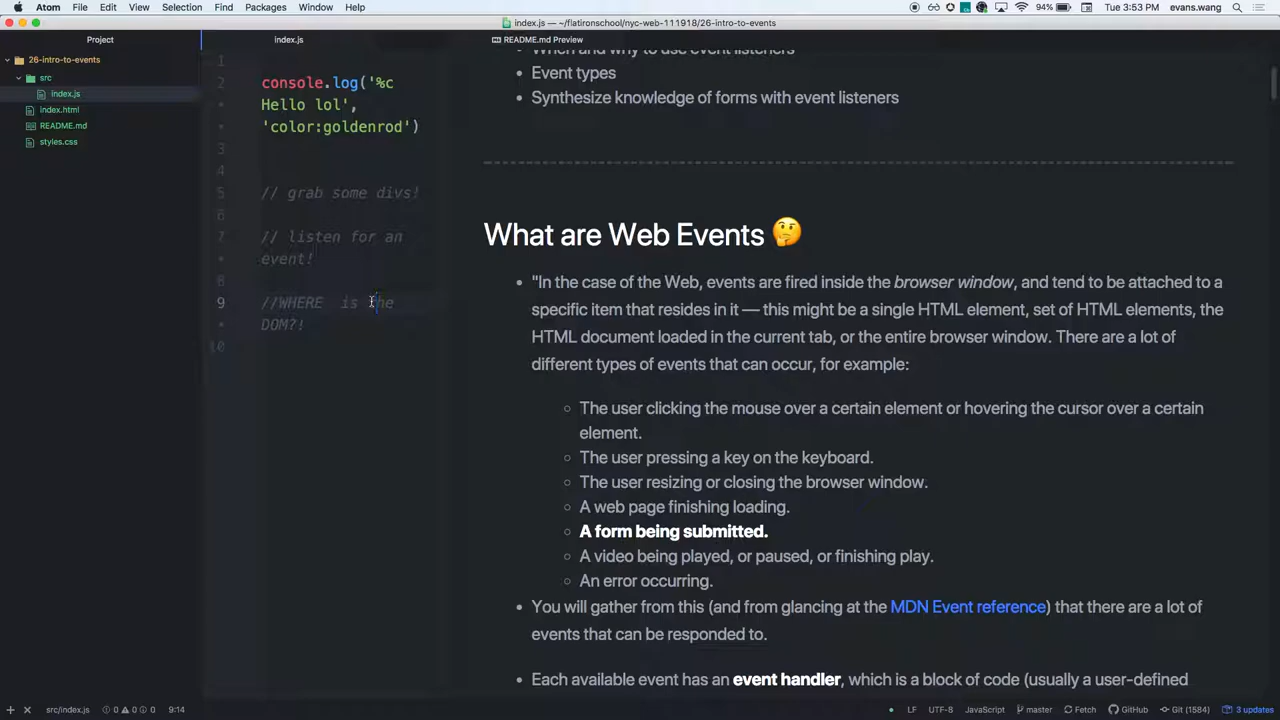 Atom File Edit View Selection Find Packages Window Help 94% Tue 3:53 PM evans.wang
index.js — ~/flatironschool/nyc-web-111918/26-intro-to-events
Project
26-intro-to-events
src
index.js
index.html
README.md
styles.css
index.js
1
2 console.log('%c
Hello lol',
'color:goldenrod')
3
4
5 // grab some divs!
6
7 // listen for an
event!
8
9 //WHERE is the
DOM?!
10
README.md Preview
When and why to use event listeners
Event types
Synthesize knowledge of forms with event listeners
What are Web Events 🤔
"In the case of the Web, events are fired inside the browser window, and tend to be attached to a
specific item that resides in it — this might be a single HTML element, set of HTML elements, the
HTML document loaded in the current tab, or the entire browser window. There are a lot of
different types of events that can occur, for example:
The user clicking the mouse over a certain element or hovering the cursor over a certain
element.
The user pressing a key on the keyboard.
The user resizing or closing the browser window.
A web page finishing loading.
A form being submitted.
A video being played, or paused, or finishing play.
An error occurring.
You will gather from this (and from glancing at the MDN Event reference) that there are a lot of
events that can be responded to.
Each available event has an event handler, which is a block of code (usually a user-defined
src/index.js 0 0 0 9:14 LF UTF-8 JavaScript master Fetch GitHub Git (1584) 3 updates